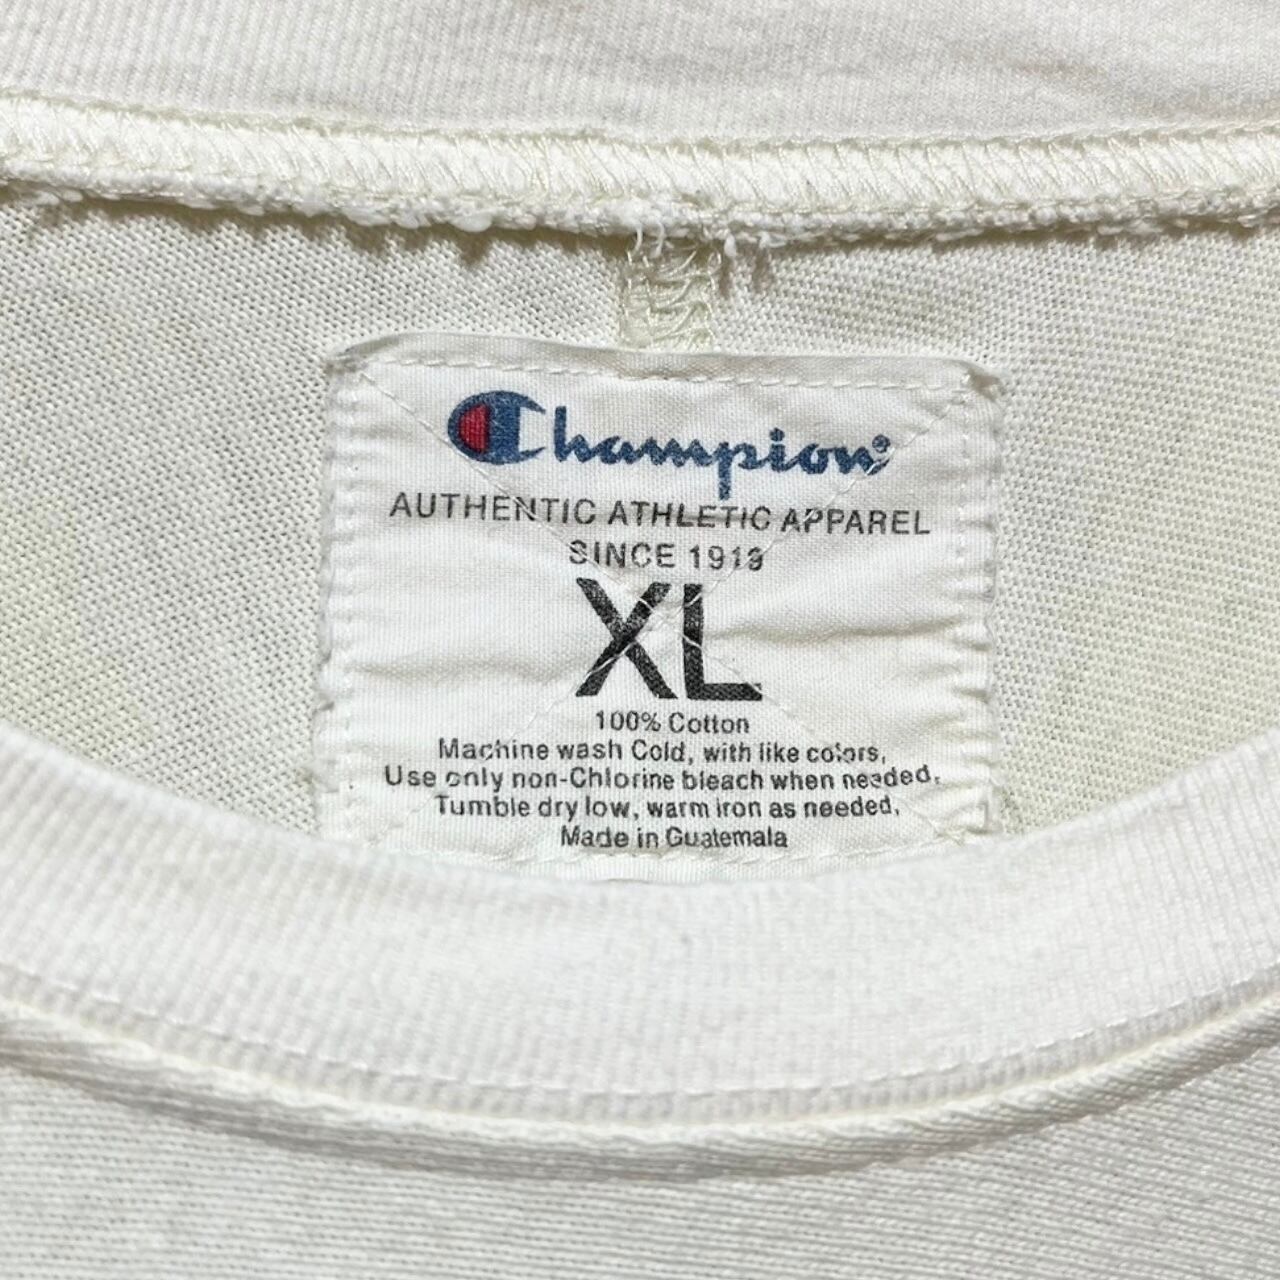 Champion
AUTHENTIC ATHLETIC APPAREL
SINCE 1919
XL
100% Cotton
Machine wash Cold, with like colors,
Use only non-Chlorine bleach when needed.
Tumble dry low, warm iron as needed.
Made in Guatemala